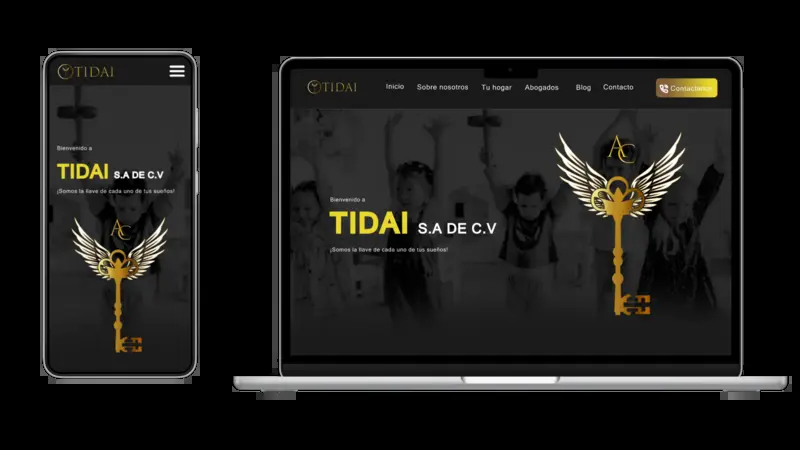 TIDAI
Bienvenido a
TIDAI S.A DE C.V
¡Somos la llave de cada uno de tus sueños!
AC
TIDAI
Inicio
Sobre nosotros
Tu hogar
Abogados
Blog
Contacto
Contactanos
Bienvenido a
TIDAI S.A DE C.V
¡Somos la llave de cada uno de tus sueños!
AC